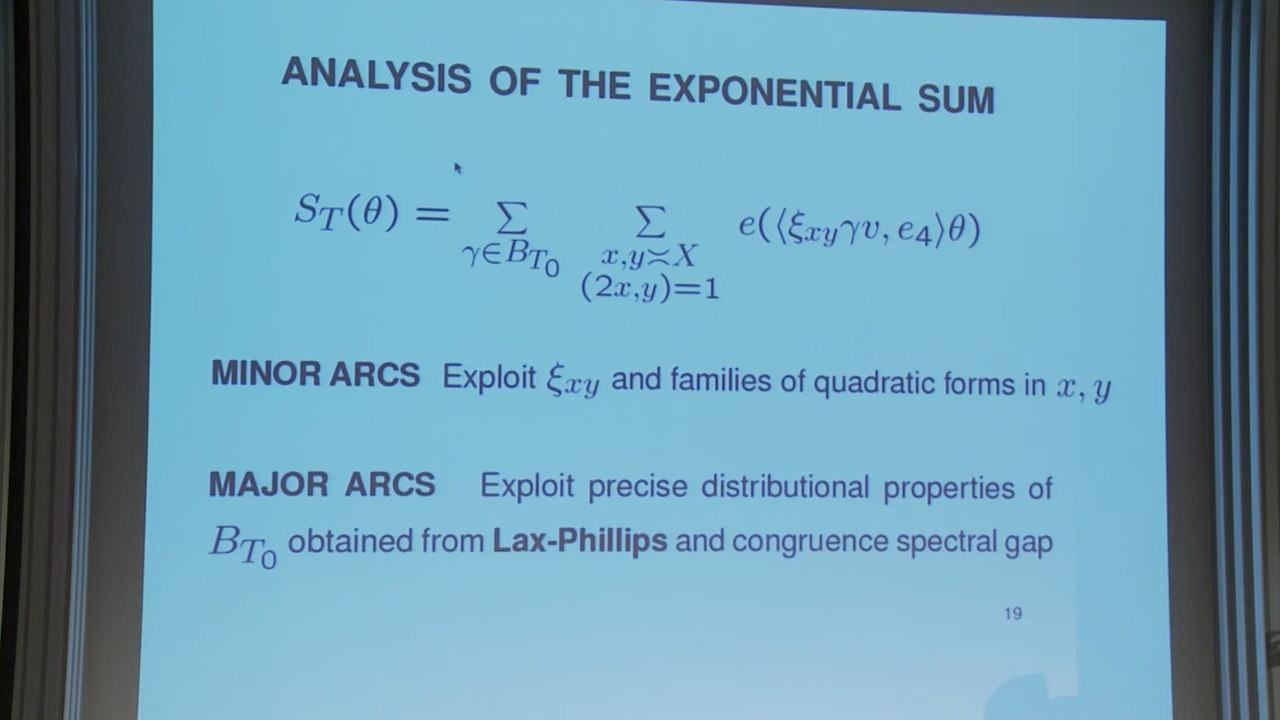 ANALYSIS OF THE EXPONENTIAL SUM
S_T(θ) = ∑_{γ∈B_{T_0}} ∑_{x,y≍X, (2x,y)=1} e(⟨ξ_{xy}γv, e_4⟩θ)
MINOR ARCS Exploit ξ_{xy} and families of quadratic forms in x, y
MAJOR ARCS Exploit precise distributional properties of
B_{T_0} obtained from Lax-Phillips and congruence spectral gap
19